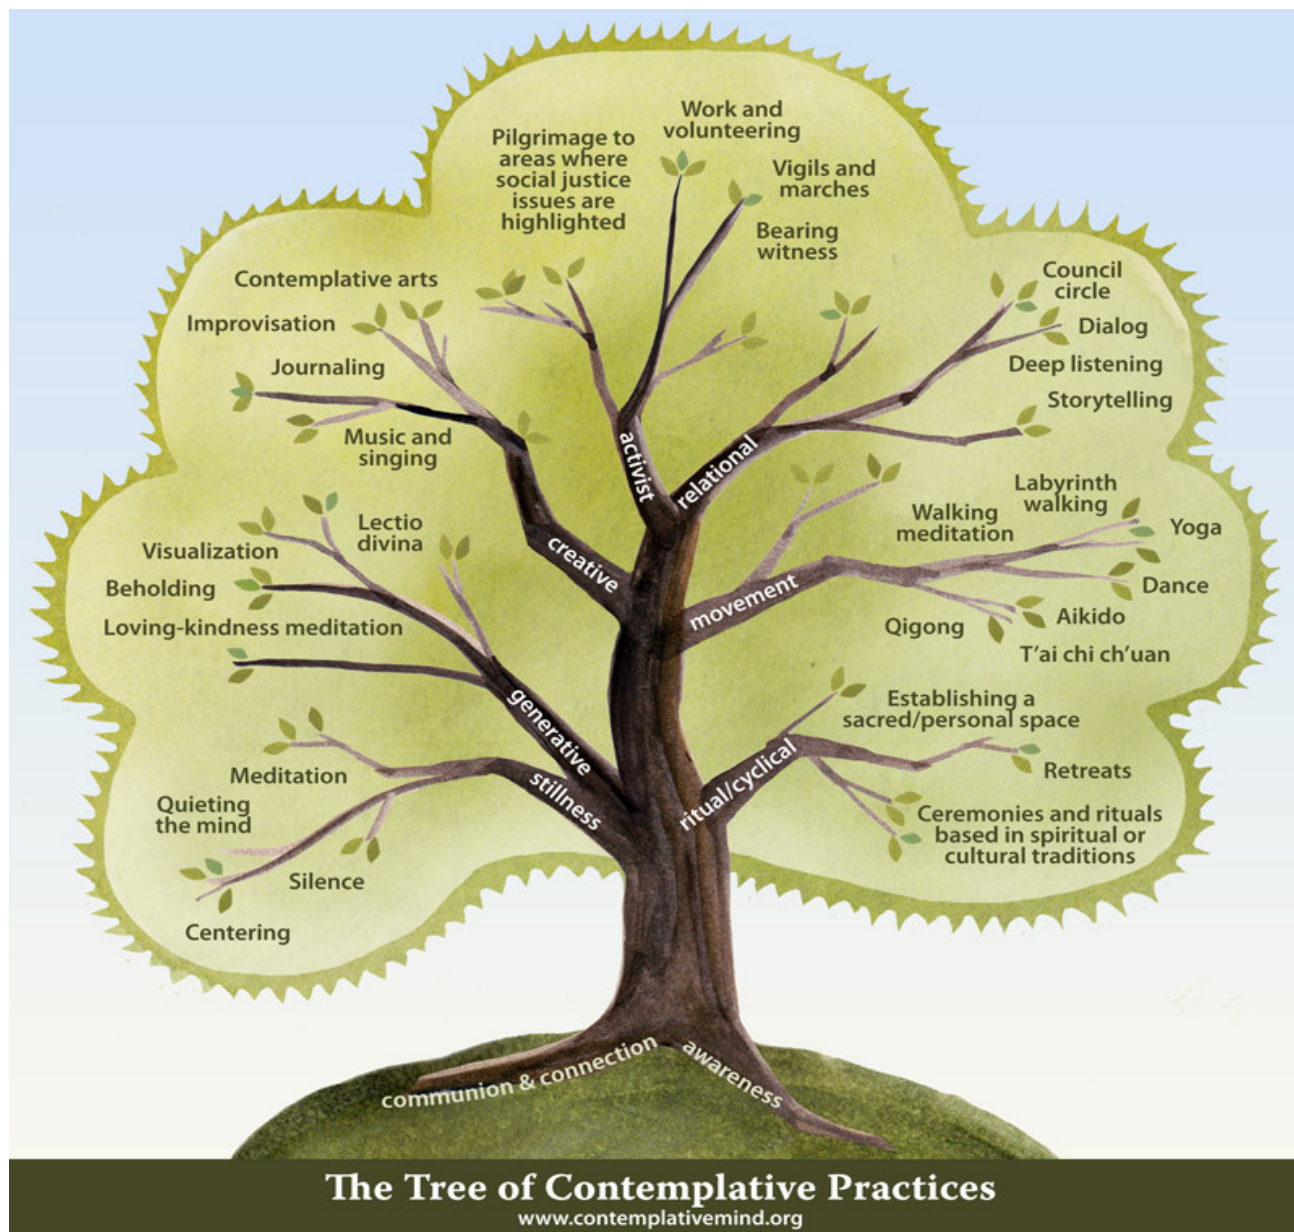 Work and
volunteering
Pilgrimage to
areas where
social justice
issues are
highlighted
Vigils and
marches
Bearing
witness
Contemplative arts
Improvisation
Journaling
Music and
singing
Council
circle
Dialog
Deep listening
Storytelling
activist
relational
Lectio
divina
Visualization
Beholding
Loving-kindness meditation
creative
movement
Labyrinth
walking
Walking
meditation
Yoga
Dance
Aikido
Qigong
T'ai chi ch'uan
generative
stillness
ritual/cyclical
Establishing a
sacred/personal space
Retreats
Ceremonies and rituals
based in spiritual or
cultural traditions
Meditation
Quieting
the mind
Silence
Centering
communion & connection
awareness
The Tree of Contemplative Practices
www.contemplativemind.org